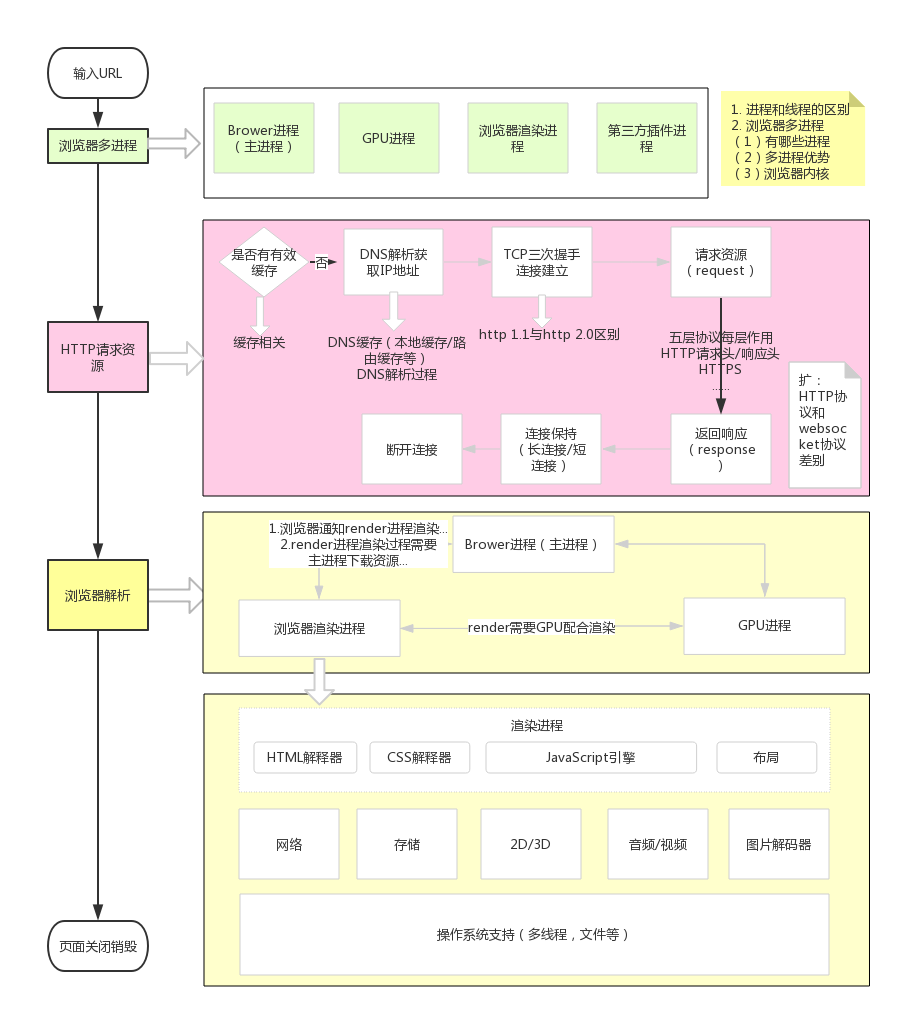 输入URL
浏览器多进程
Brower进程
（主进程）
GPU进程
浏览器渲染进
程
第三方插件进
程
1. 进程和线程的区别
2. 浏览器多进程
（1）有哪些进程
（2）多进程优势
（3）浏览器内核
HTTP请求资
源
是否有有效
缓存
否
DNS解析获
取IP地址
TCP三次握手
连接建立
请求资源
（request）
缓存相关
DNS缓存（本地缓存/路
由缓存等）
DNS解析过程
http 1.1与http 2.0区别
五层协议每层作用
HTTP请求头/响应头
HTTPS
......
扩：
HTTP协
议和
websoc
ket协议
差别
断开连接
连接保持
（长连接/短
连接）
返回响应
（response
）
浏览器解析
1.浏览器通知render进程渲染...
2.render进程渲染过程需要
主进程下载资源...
Brower进程（主进程）
浏览器渲染进程
render需要GPU配合渲染
GPU进程
渲染进程
HTML解释器
CSS解释器
JavaScript引擎
布局
网络
存储
2D/3D
音频/视频
图片解码器
操作系统支持（多线程，文件等）
页面关闭销毁